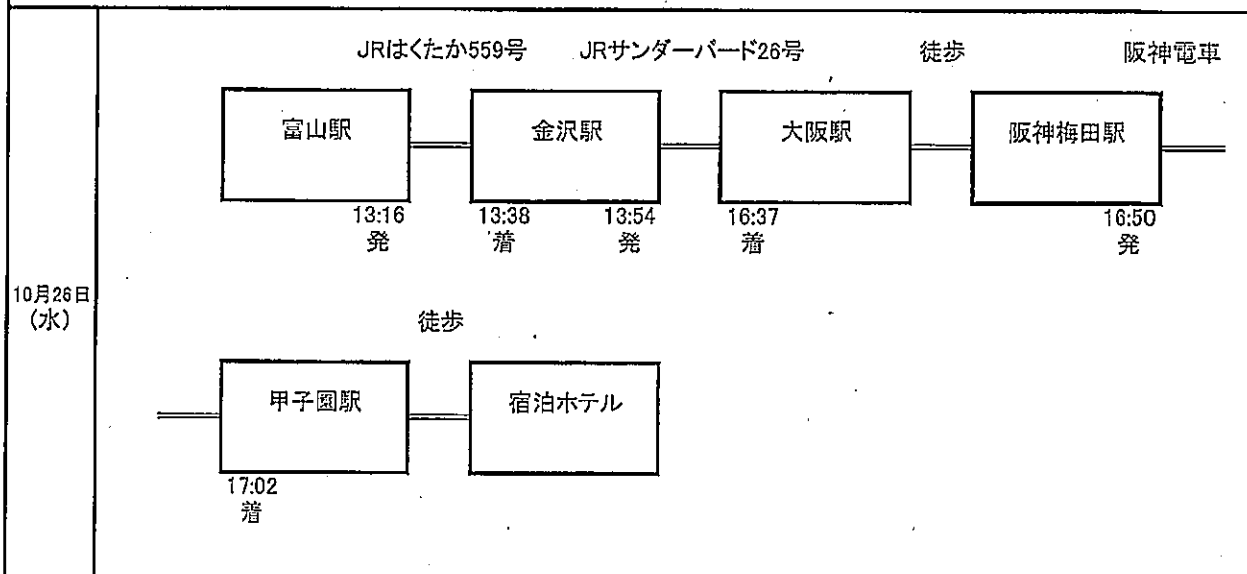 JRはくたか559号 JRサンダーバード26号 徒歩 阪神電車
富山駅 金沢駅 大阪駅 阪神梅田駅
13:16 13:38 13:54 16:37 16:50
発 着 発 着 発
10月26日
(水)
徒歩
甲子園駅 宿泊ホテル
17:02
着